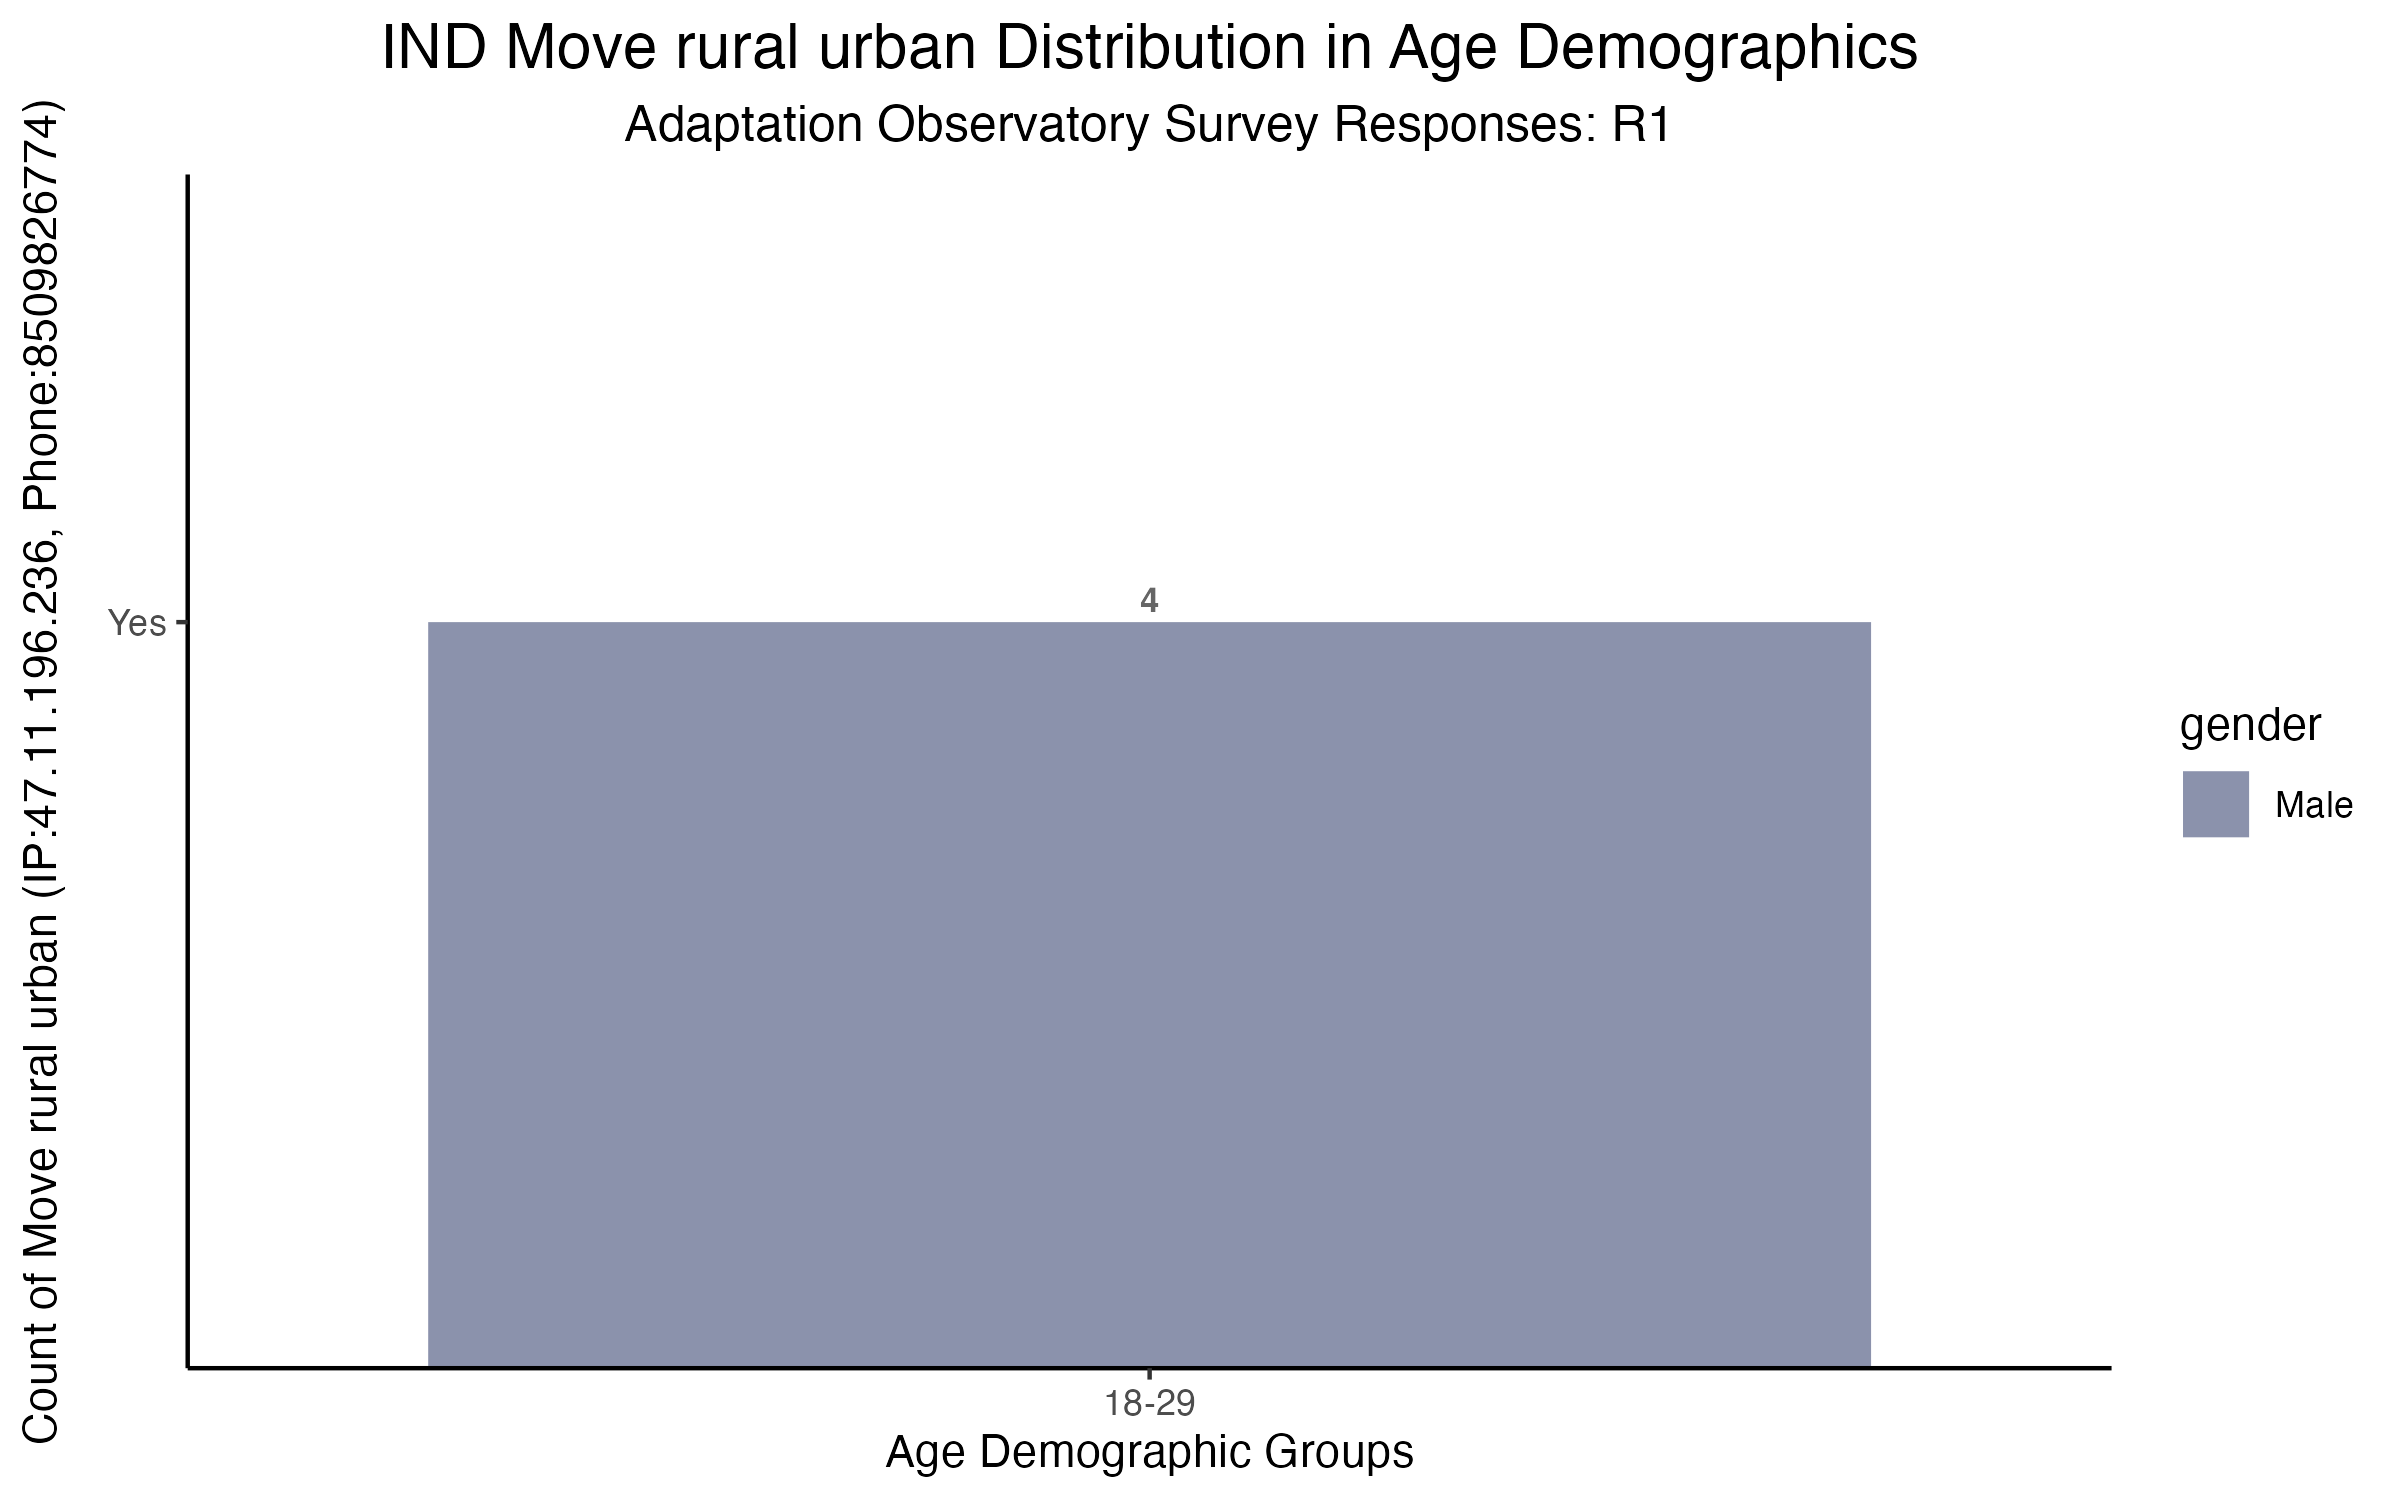 IND Move rural urban Distribution in Age Demographics
Adaptation Observatory Survey Responses: R1
Count of Move rural urban (IP:47.11.196.236, Phone:8509826774)
Yes
4
18-29
Age Demographic Groups
gender
Male